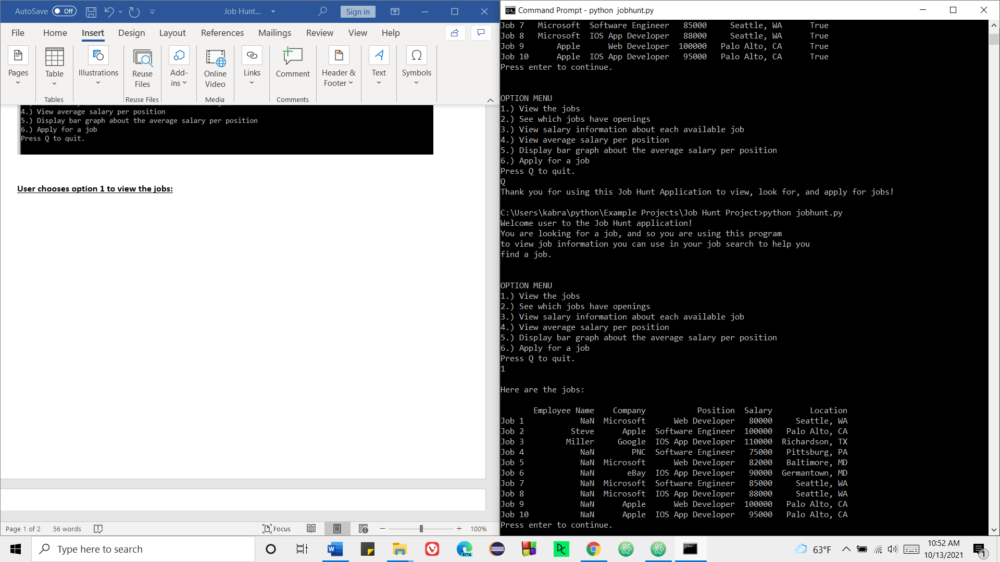 AutoSave Off Job Hunt... Sign in
File Home Insert Design Layout References Mailings Review View Help
Pages Table Illustrations Reuse Files Add-ins Online Video Links Comment Header & Footer Text Symbols
Tables Reuse Files Media Comments
4.) View average salary per position
5.) Display bar graph about the average salary per position
6.) Apply for a job
Press Q to quit.
User chooses option 1 to view the jobs:
Page 1 of 2 56 words Focus 100%
Command Prompt - python jobhunt.py
Job 7 Microsoft Software Engineer 85000 Seattle, WA True
Job 8 Microsoft IOS App Developer 88000 Seattle, WA True
Job 9 Apple Web Developer 100000 Palo Alto, CA True
Job 10 Apple IOS App Developer 95000 Palo Alto, CA True
Press enter to continue.
OPTION MENU
1.) View the jobs
2.) See which jobs have openings
3.) View salary information about each available job
4.) View average salary per position
5.) Display bar graph about the average salary per position
6.) Apply for a job
Press Q to quit.
Q
Thank you for using this Job Hunt Application to view, look for, and apply for jobs!
C:\Users\kabra\python\Example Projects\Job Hunt Project>python jobhunt.py
Welcome user to the Job Hunt application!
You are looking for a job, and so you are using this program
to view job information you can use in your job search to help you
find a job.
OPTION MENU
1.) View the jobs
2.) See which jobs have openings
3.) View salary information about each available job
4.) View average salary per position
5.) Display bar graph about the average salary per position
6.) Apply for a job
Press Q to quit.
1
Here are the jobs:
Employee Name Company Position Salary Location
Job 1 NaN Microsoft Web Developer 80000 Seattle, WA
Job 2 Steve Apple Software Engineer 100000 Palo Alto, CA
Job 3 Miller Google IOS App Developer 110000 Richardson, TX
Job 4 NaN PNC Software Engineer 75000 Pittsburg, PA
Job 5 NaN Microsoft Web Developer 82000 Baltimore, MD
Job 6 NaN eBay IOS App Developer 90000 Germantown, MD
Job 7 NaN Microsoft Software Engineer 85000 Seattle, WA
Job 8 NaN Microsoft IOS App Developer 88000 Seattle, WA
Job 9 NaN Apple Web Developer 100000 Palo Alto, CA
Job 10 NaN Apple IOS App Developer 95000 Palo Alto, CA
Press enter to continue.
Type here to search
BETA
63°F
10:52 AM
10/13/2021
1